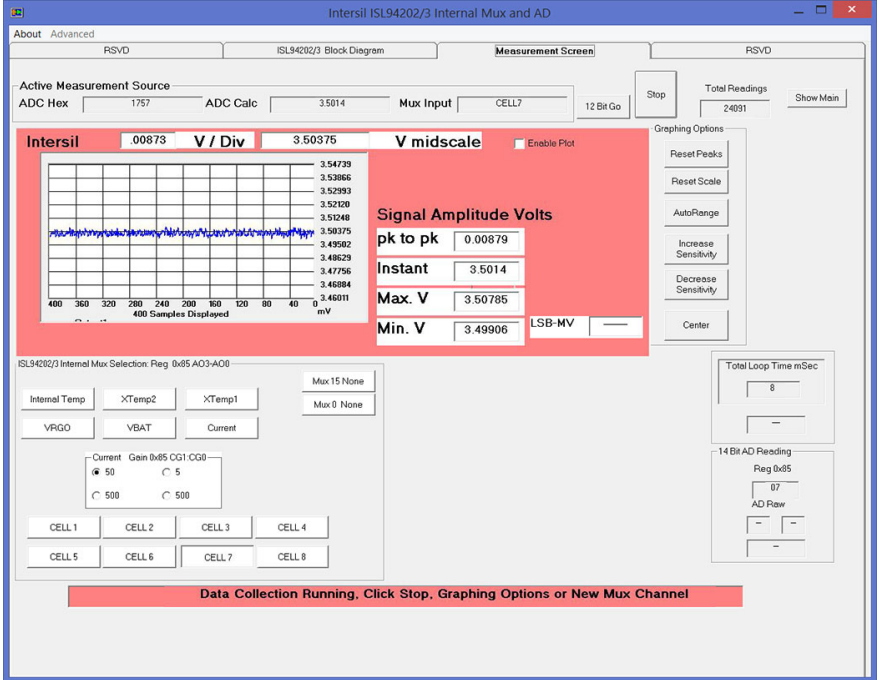 Intersil ISL94202/3 Internal Mux and AD
About Advanced
RSVD ISL94202/3 Block Diagram Measurement Screen RSVD
Active Measurement Source
ADC Hex 1757 ADC Calc 3.5014 Mux Input CELL7
12 Bit Go
Stop
Total Readings
24091
Show Main
Intersil .00873 V / Div 3.50375 V midscale Enable Plot
3.54739
3.53866
3.52993
3.52120
3.51248
3.50375
3.49502
3.48629
3.47756
3.46884
3.46011
400 360 320 280 240 200 160 120 80 40 0
mV
400 Samples Displayed
Signal Amplitude Volts
pk to pk 0.00879
Instant 3.5014
Max. V 3.50785
Min. V 3.49906
LSB-MV ----
Graphing Options
Reset Peaks
Reset Scale
AutoRange
Increase
Sensitivity
Decrease
Sensitivity
Center
ISL94202/3 Internal Mux Selection: Reg 0x85 AO3-AO0
Mux 15 None
Mux 0 None
Internal Temp XTemp2 XTemp1
VRGO VBAT Current
Current Gain 0x85 CG1:CG0
50 5
500 500
CELL 1 CELL 2 CELL 3 CELL 4
CELL 5 CELL 6 CELL 7 CELL 8
Total Loop Time mSec
8
--
14 Bit AD Reading
Reg 0x85
07
AD Raw
-- --
--
Data Collection Running, Click Stop, Graphing Options or New Mux Channel